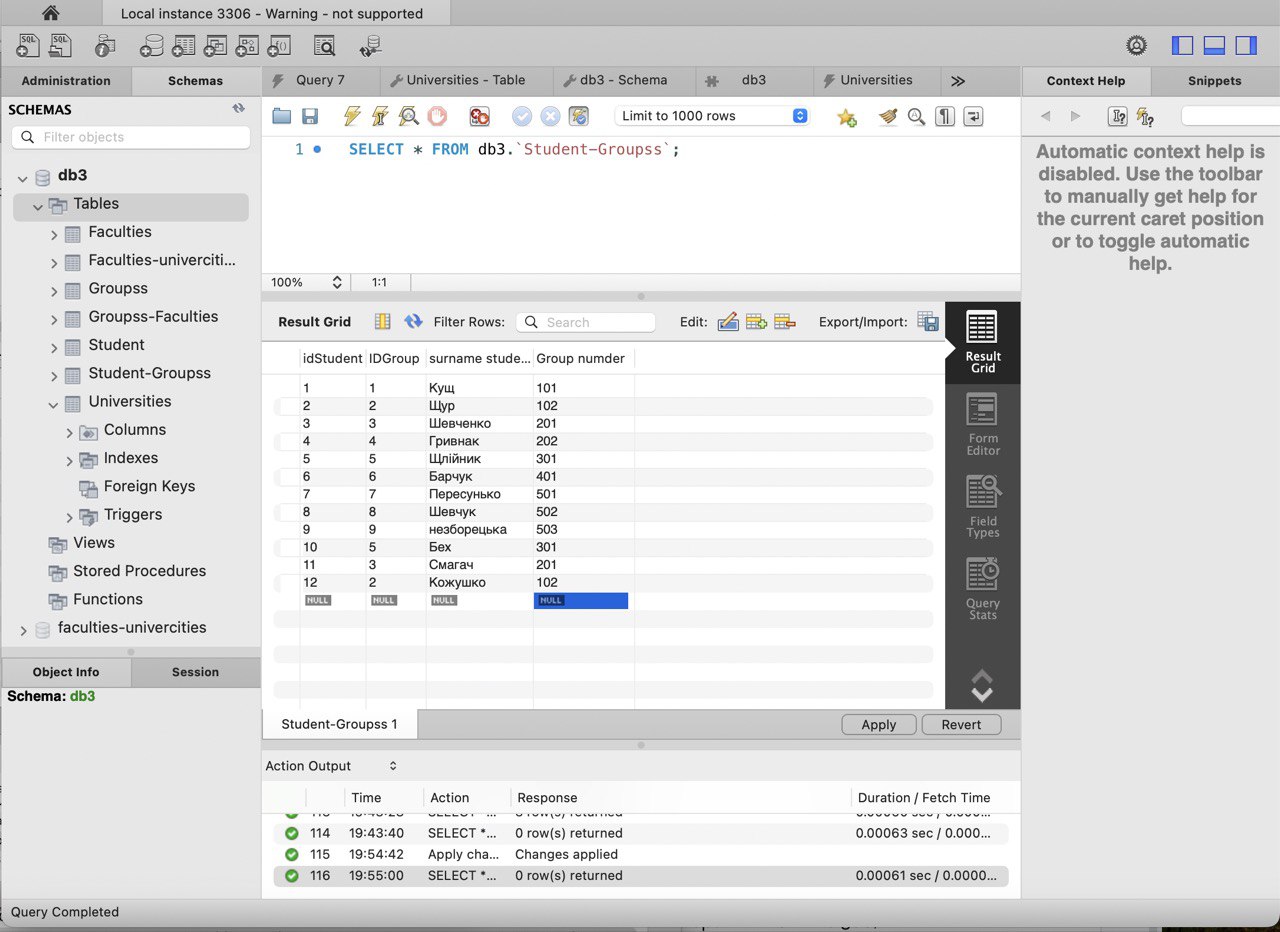 Local instance 3306 - Warning - not supported
Administration
Schemas
Query 7
Universities - Table
db3 - Schema
db3
Universities
Context Help
Snippets
SCHEMAS
Filter objects
db3
Tables
Faculties
Faculties-univerciti...
Groupss
Groupss-Faculties
Student
Student-Groupss
Universities
Columns
Indexes
Foreign Keys
Triggers
Views
Stored Procedures
Functions
faculties-univercities
Object Info
Session
Schema: db3
Limit to 1000 rows
1 SELECT * FROM db3.`Student-Groupss`;
100%
1:1
Result Grid
Filter Rows:
Search
Edit:
Export/Import:
idStudent IDGroup surname stude... Group numder
1 1 Кущ 101
2 2 Щур 102
3 3 Шевченко 201
4 4 Гривнак 202
5 5 Щлійник 301
6 6 Барчук 401
7 7 Пересунько 501
8 8 Шевчук 502
9 9 незборецька 503
10 5 Бех 301
11 3 Смагач 201
12 2 Кожушко 102
NULL NULL NULL NULL
Result
Grid
Form
Editor
Field
Types
Query
Stats
Student-Groupss 1
Apply
Revert
Action Output
Time Action Response Duration / Fetch Time
114 19:43:40 SELECT *... 0 row(s) returned 0.00063 sec / 0.000...
115 19:54:42 Apply cha... Changes applied
116 19:55:00 SELECT *... 0 row(s) returned 0.00061 sec / 0.0000...
Automatic context help is
disabled. Use the toolbar
to manually get help for
the current caret position
or to toggle automatic
help.
Query Completed